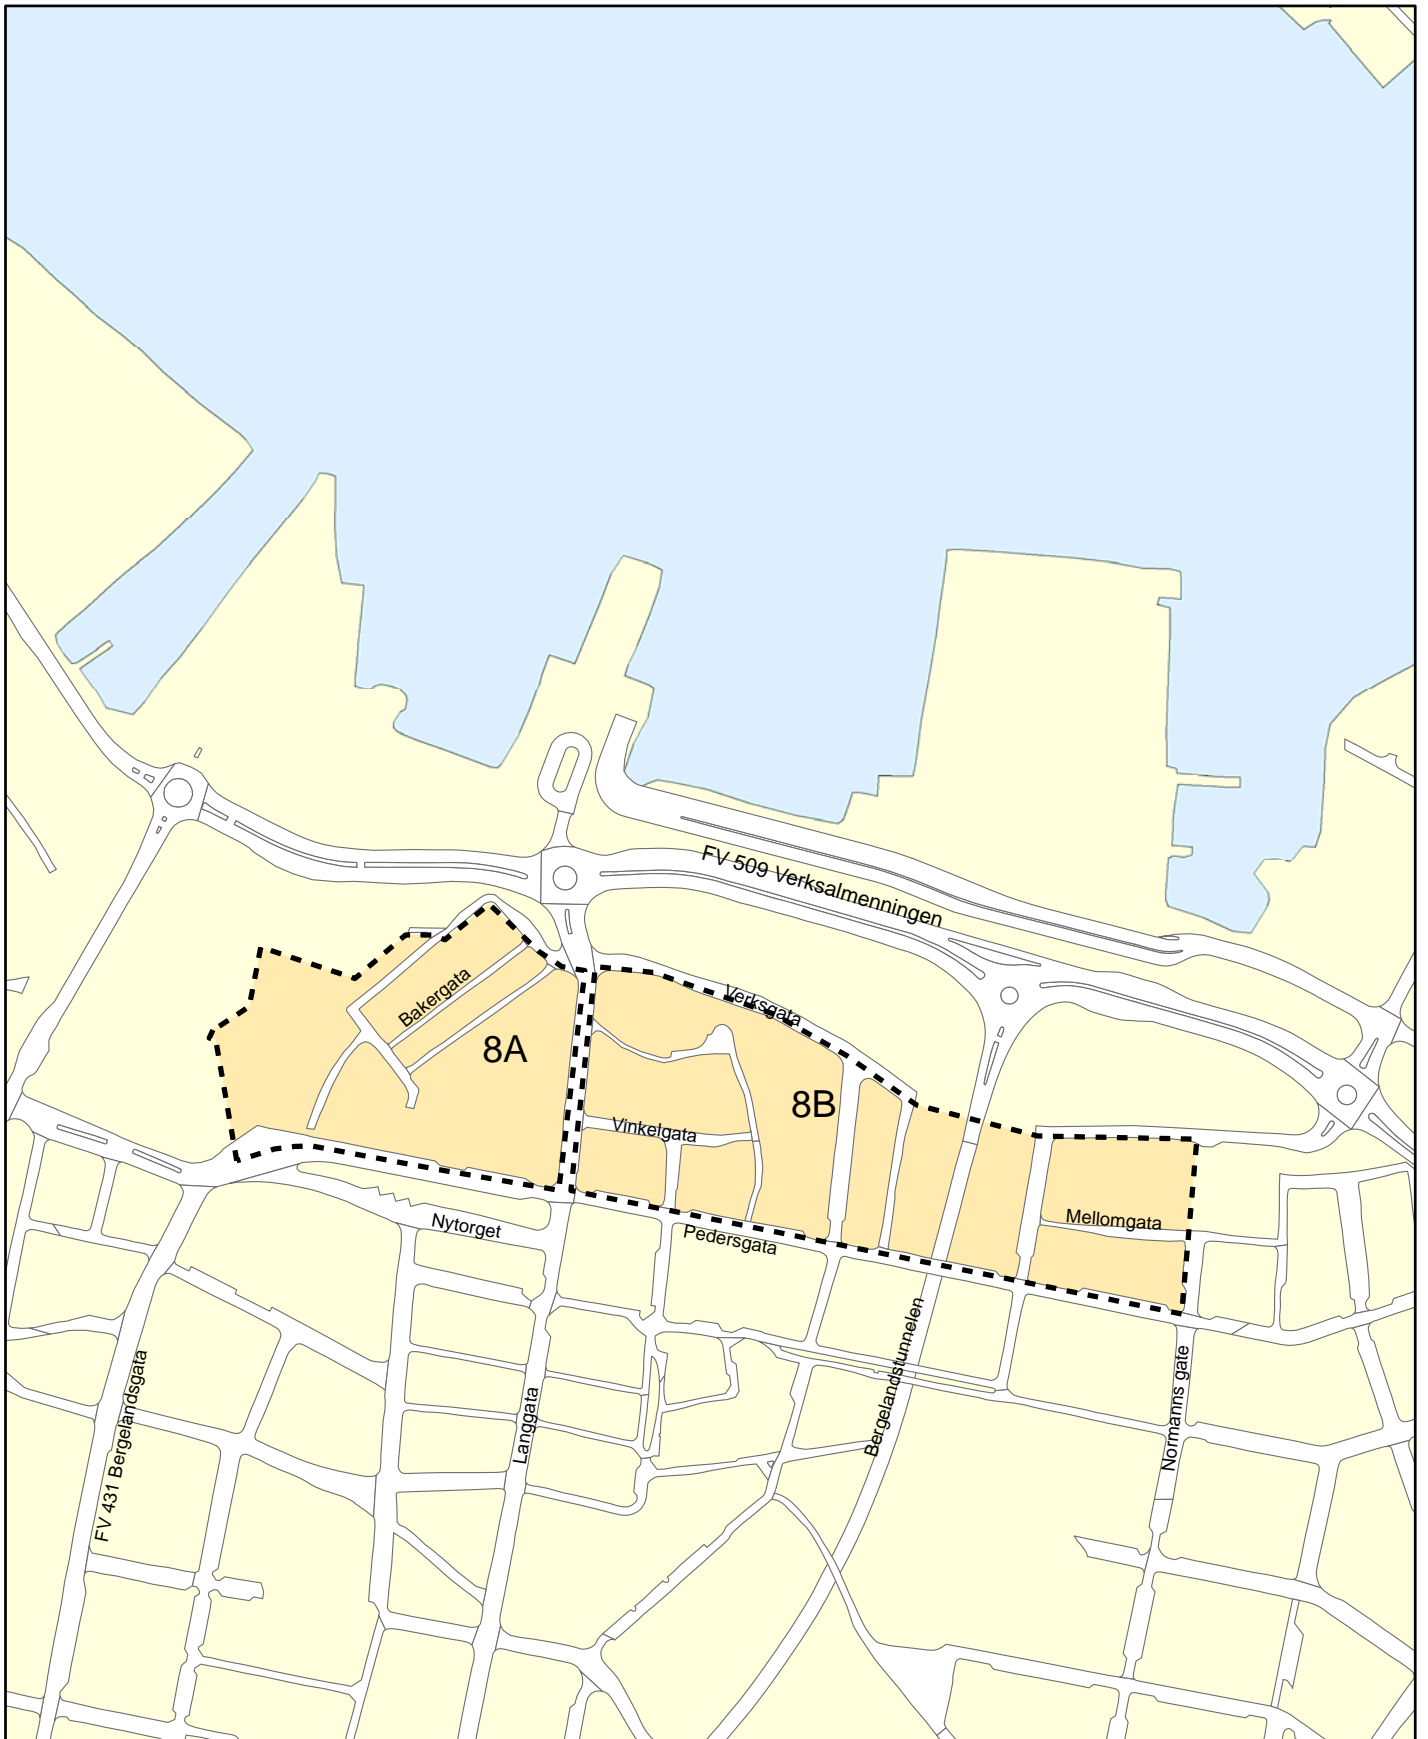 FV 509 Verksalmenningen
Bakergata
Verksgata
8A
8B
Vinkelgata
Mellomgata
Nytorget
Pedersgata
Bergelandstunnelen
FV 431 Bergelandsgata
Langgata
Normanns gate